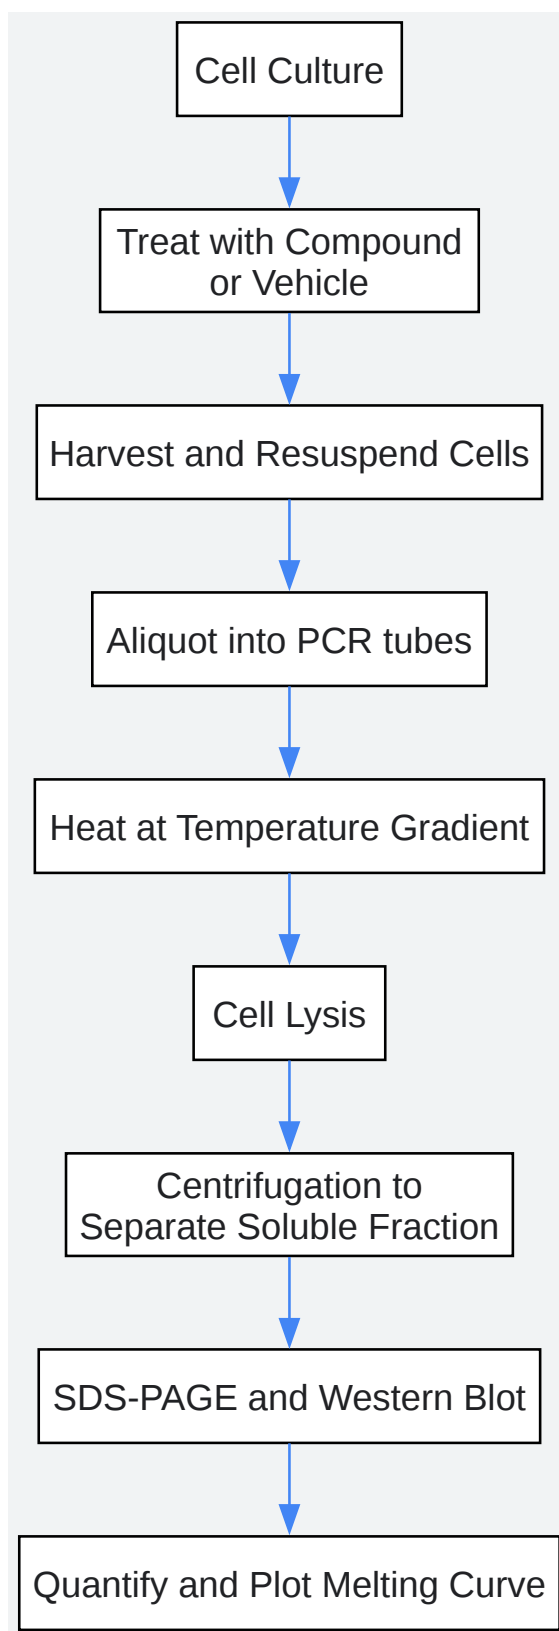 Cell Culture
Treat with Compound
or Vehicle
Harvest and Resuspend Cells
Aliquot into PCR tubes
Heat at Temperature Gradient
Cell Lysis
Centrifugation to
Separate Soluble Fraction
SDS-PAGE and Western Blot
Quantify and Plot Melting Curve